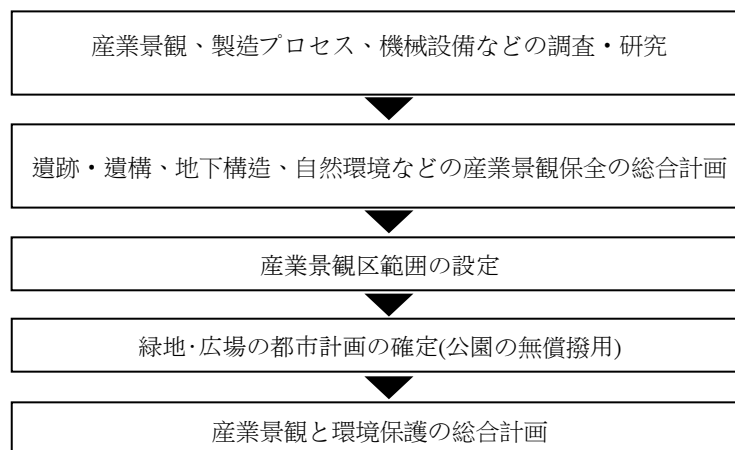 産業景観、製造プロセス、機械設備などの調査・研究
遺跡・遺構、地下構造、自然環境などの産業景観保全の総合計画
産業景観区範囲の設定
緑地·広場の都市計画の確定(公園の無償撥用)
産業景観と環境保護の総合計画